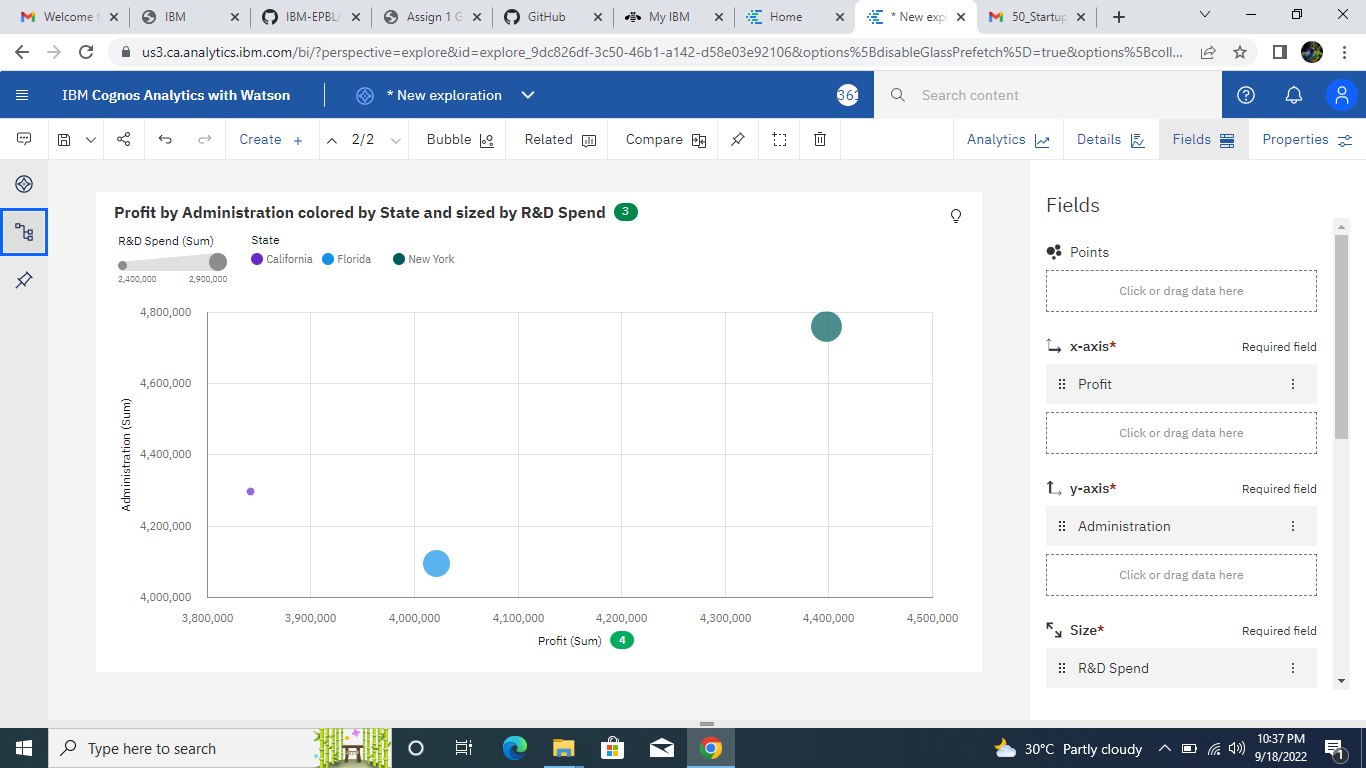 Welcome t
IBM
IBM-EPBL/
Assign 1 G
GitHub
My IBM
Home
* New expl
50_Startup
us3.ca.analytics.ibm.com/bi/?perspective=explore&id=explore_9dc826df-3c50-46b1-a142-d58e03e92106&options%5BdisableGlassPrefetch%5D=true&options%5Bcoll...
IBM Cognos Analytics with Watson
* New exploration
361
Search content
Create +
2/2
Bubble
Related
Compare
Analytics
Details
Fields
Properties
Profit by Administration colored by State and sized by R&D Spend 3
R&D Spend (Sum)
2,400,000 2,900,000
State
California Florida New York
Administration (Sum)
4,800,000
4,600,000
4,400,000
4,200,000
4,000,000
3,800,000 3,900,000 4,000,000 4,100,000 4,200,000 4,300,000 4,400,000 4,500,000
Profit (Sum) 4
Fields
Points
Click or drag data here
x-axis* Required field
Profit
Click or drag data here
y-axis* Required field
Administration
Click or drag data here
Size* Required field
R&D Spend
Type here to search
30°C Partly cloudy
10:37 PM
9/18/2022
1